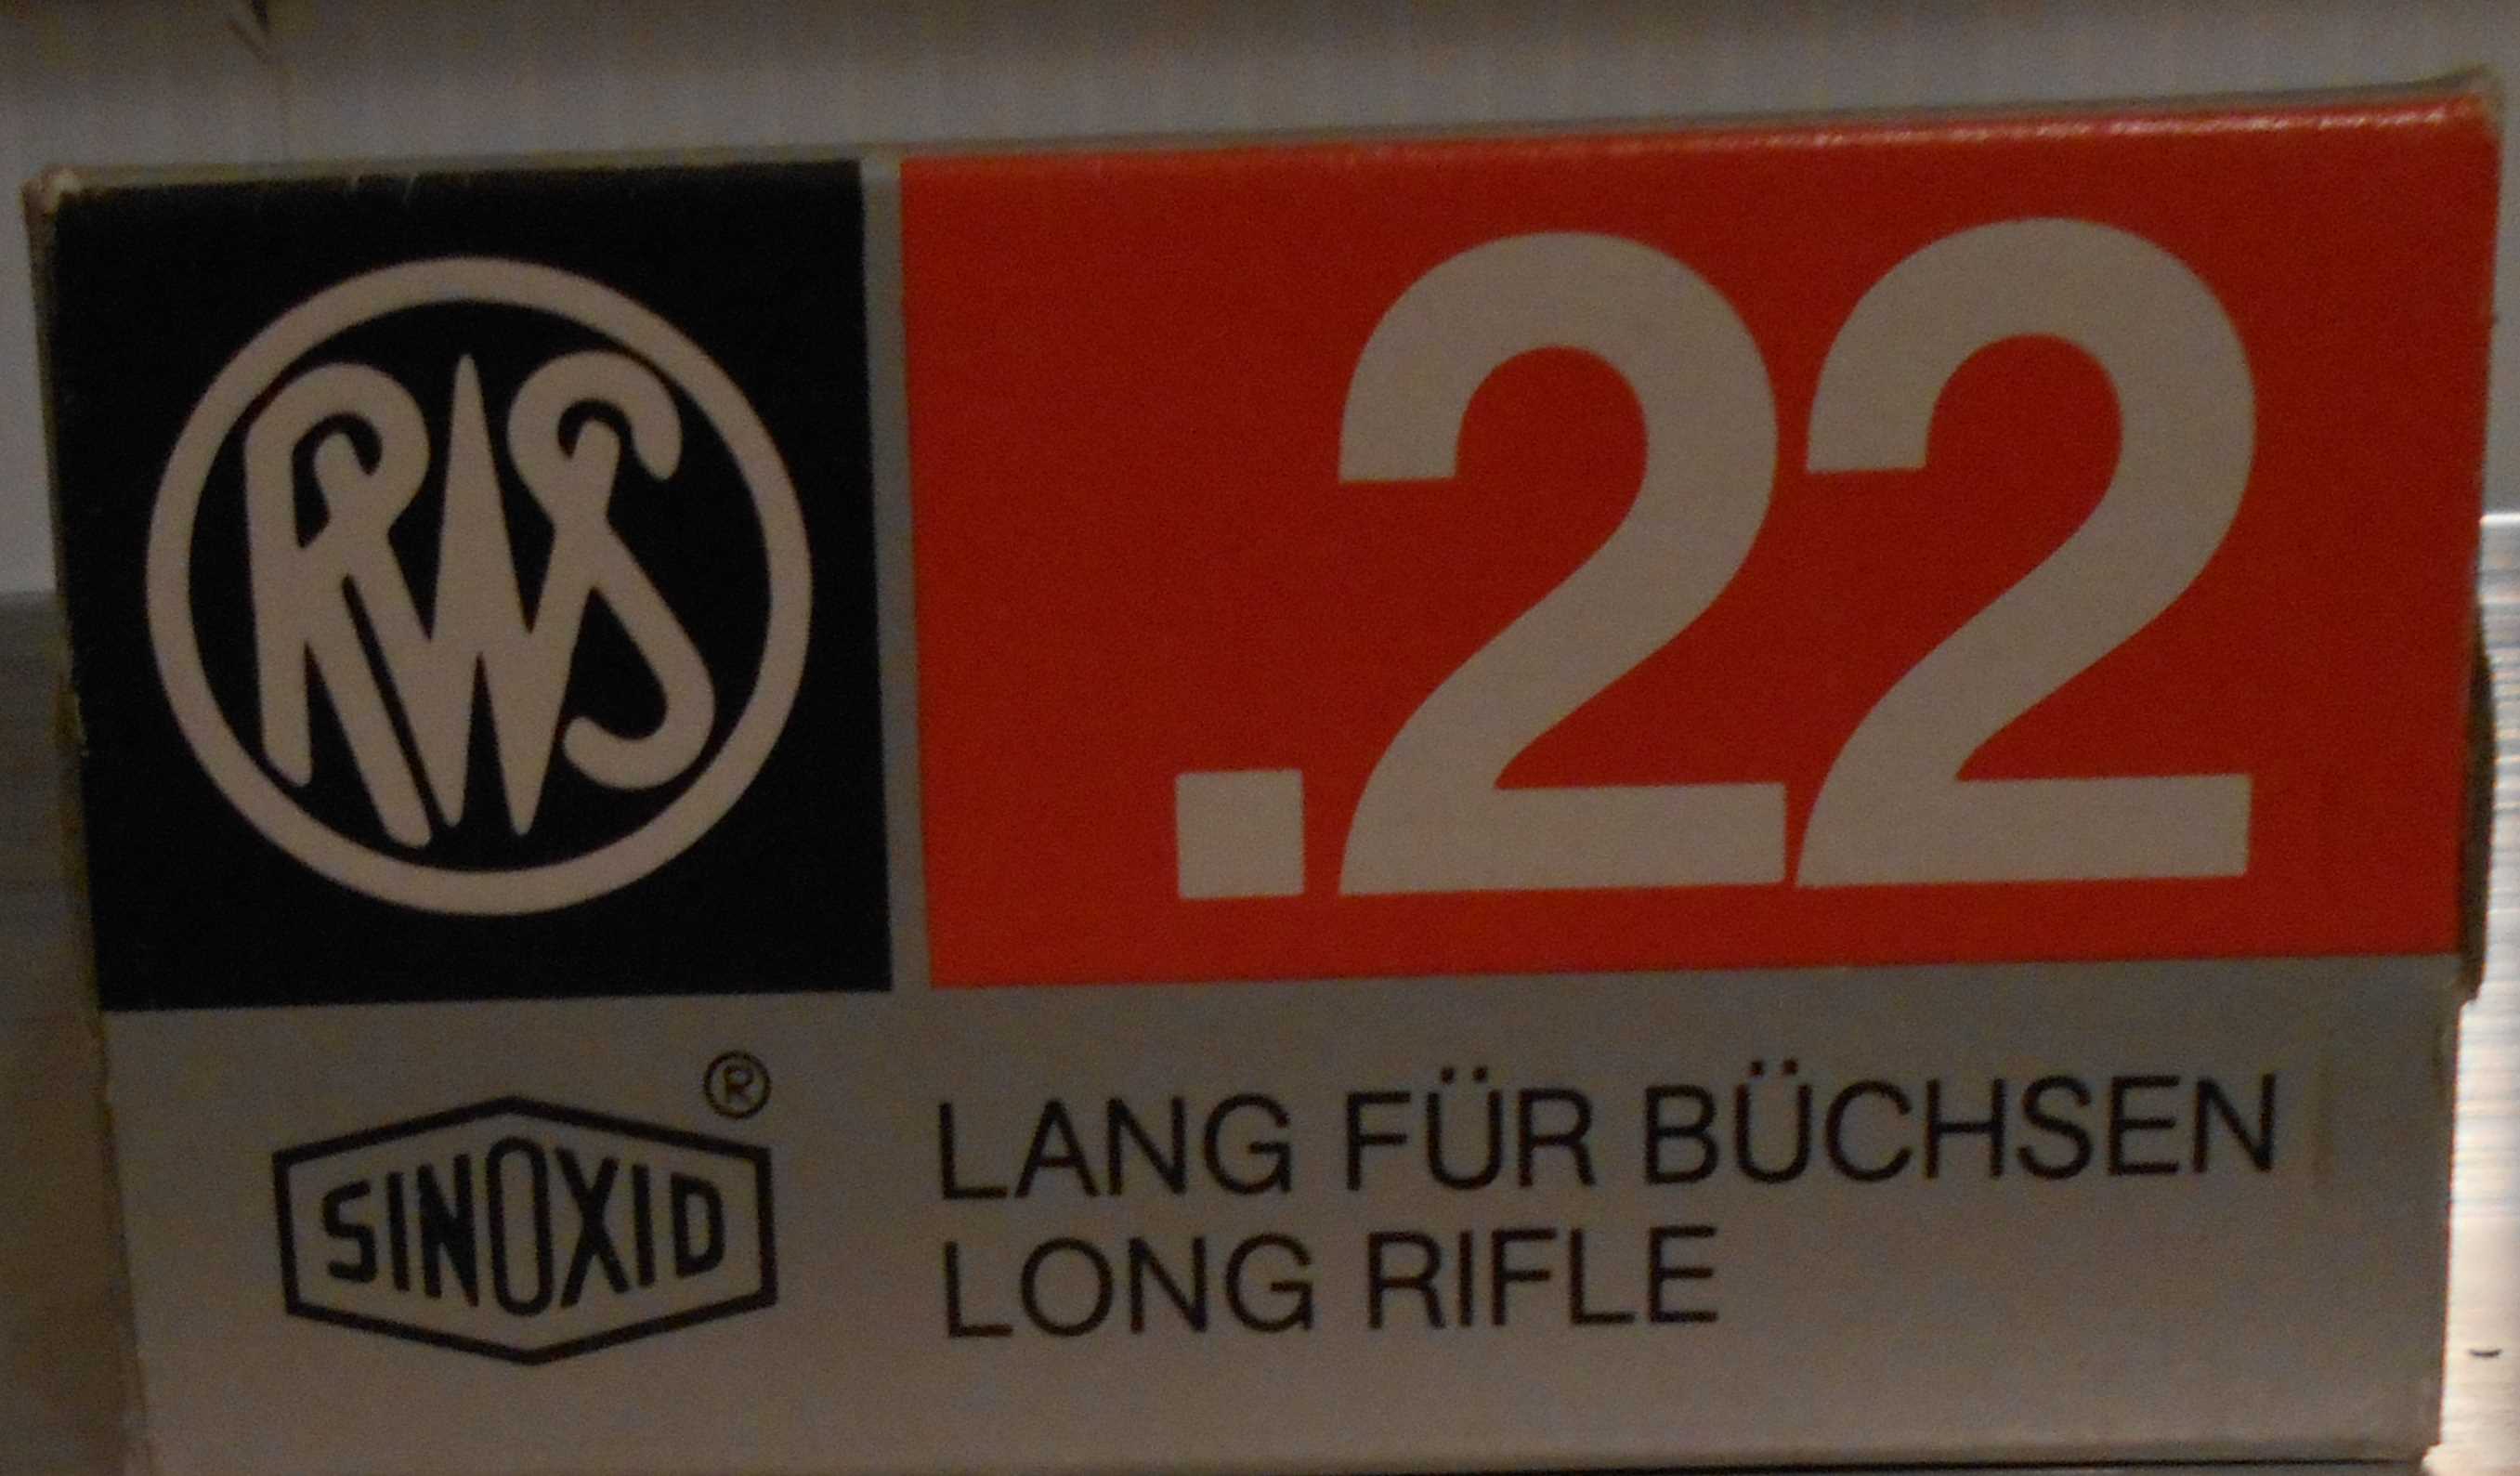 RWS
.22
SINOXID ®
LANG FÜR BÜCHSEN
LONG RIFLE